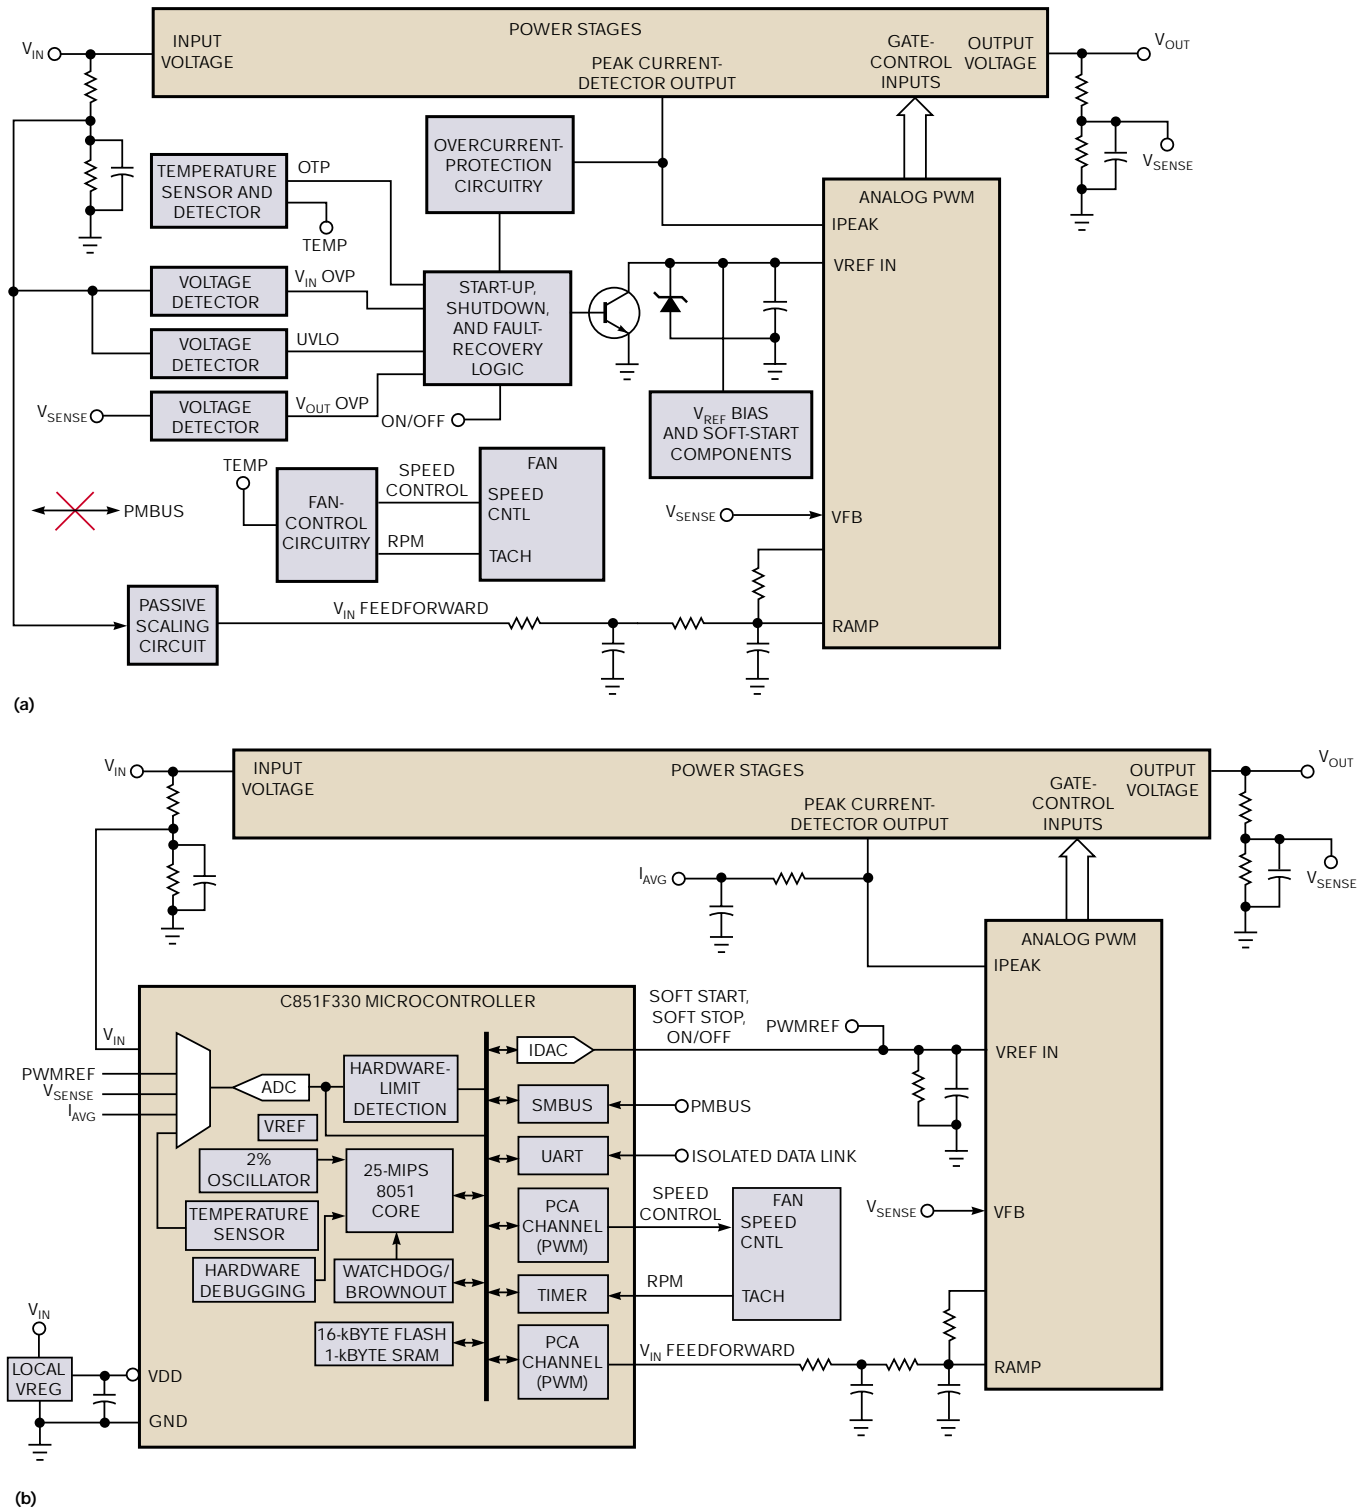 POWER STAGES
INPUT
VOLTAGE
PEAK CURRENT-
DETECTOR OUTPUT
GATE-
CONTROL
INPUTS
OUTPUT
VOLTAGE
VIN
VOUT
VSENSE
OVERCURRENT-
PROTECTION
CIRCUITRY
TEMPERATURE
SENSOR AND
DETECTOR
OTP
TEMP
ANALOG PWM
IPEAK
VREF IN
VFB
RAMP
VOLTAGE
DETECTOR
VIN OVP
VOLTAGE
DETECTOR
UVLO
VOLTAGE
DETECTOR
VOUT OVP
VSENSE
START-UP,
SHUTDOWN,
AND FAULT-
RECOVERY
LOGIC
ON/OFF
VREF BIAS
AND SOFT-START
COMPONENTS
TEMP
FAN-
CONTROL
CIRCUITRY
SPEED
CONTROL
RPM
FAN
SPEED
CNTL
TACH
VSENSE
PMBUS
PASSIVE
SCALING
CIRCUIT
VIN FEEDFORWARD
(a)
POWER STAGES
INPUT
VOLTAGE
PEAK CURRENT-
DETECTOR OUTPUT
GATE-
CONTROL
INPUTS
OUTPUT
VOLTAGE
VIN
VOUT
VSENSE
IAVG
ANALOG PWM
IPEAK
VREF IN
VFB
RAMP
C851F330 MICROCONTROLLER
VIN
PWMREF
VSENSE
IAVG
ADC
HARDWARE-
LIMIT
DETECTION
VREF
2%
OSCILLATOR
25-MIPS
8051
CORE
TEMPERATURE
SENSOR
HARDWARE
DEBUGGING
WATCHDOG/
BROWNOUT
16-kBYTE FLASH
1-kBYTE SRAM
IDAC
SMBUS
UART
PCA
CHANNEL
(PWM)
TIMER
PCA
CHANNEL
(PWM)
SOFT START,
SOFT STOP,
ON/OFF
PWMREF
PMBUS
ISOLATED DATA LINK
SPEED
CONTROL
RPM
FAN
SPEED
CNTL
TACH
VSENSE
VIN FEEDFORWARD
VIN
LOCAL
VREG
VDD
GND
(b)